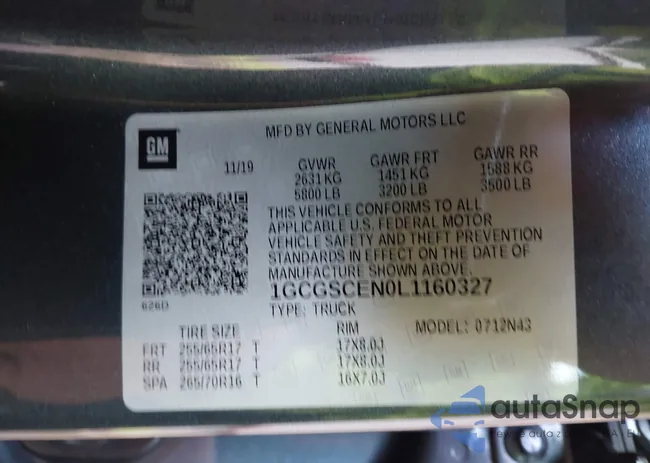 GM
MFD BY GENERAL MOTORS LLC
11/19
GVWR GAWR FRT GAWR RR
2631 KG 1451 KG 1588 KG
5800 LB 3200 LB 3500 LB
THIS VEHICLE CONFORMS TO ALL
APPLICABLE U.S. FEDERAL MOTOR
VEHICLE SAFETY AND THEFT PREVENTION
STANDARDS IN EFFECT ON THE DATE OF
MANUFACTURE SHOWN ABOVE.
1GCGSCEN0L1160327
626D
TYPE: TRUCK
TIRE SIZE RIM MODEL: 0712N43
FRT 255/65R17 T 17X8.0J
RR 255/65R17 T 17X8.0J
SPA 265/70R16 T 16X7.0J
autaSnap